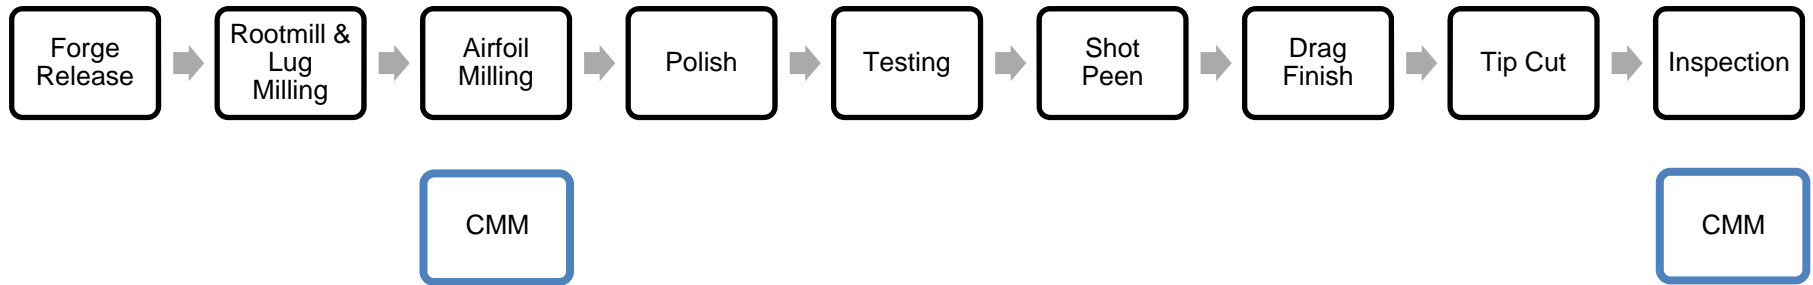 Forge
Release
Rootmill &
Lug
Milling
Airfoil
Milling
Polish
Testing
Shot
Peen
Drag
Finish
Tip Cut
Inspection
CMM
CMM